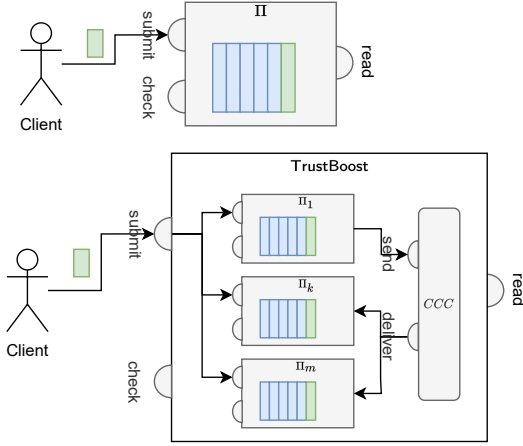 Π
submit
check
read
Client
TrustBoost
Π₁
submit
send
Πₖ
CCC
read
deliver
Client
Πₘ
check